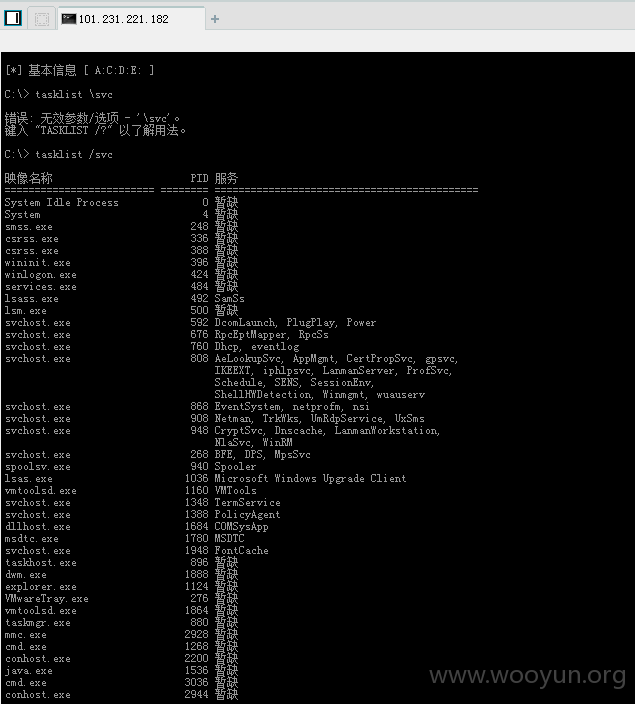 101.231.221.182
[*] 基本信息 [ A:C:D:E: ]
C:\> tasklist \svc
错误: 无效参数/选项 - '\svc'。
键入 "TASKLIST /?" 以了解用法。
C:\> tasklist /svc
映像名称 PID 服务
========================= ======== ============================================
System Idle Process 0 暂缺
System 4 暂缺
smss.exe 248 暂缺
csrss.exe 336 暂缺
csrss.exe 388 暂缺
wininit.exe 396 暂缺
winlogon.exe 424 暂缺
services.exe 484 暂缺
lsass.exe 492 SamSs
lsm.exe 500 暂缺
svchost.exe 592 DcomLaunch, PlugPlay, Power
svchost.exe 676 RpcEptMapper, RpcSs
svchost.exe 760 Dhcp, eventlog
svchost.exe 808 AeLookupSvc, AppMgmt, CertPropSvc, gpsvc,
IKEEXT, iphlpsvc, LanmanServer, ProfSvc,
Schedule, SENS, SessionEnv,
ShellHWDetection, Winmgmt, wuauserv
svchost.exe 868 EventSystem, netprofm, nsi
svchost.exe 908 Netman, TrkWks, UmRdpService, UxSms
svchost.exe 948 CryptSvc, Dnscache, LanmanWorkstation,
NlaSvc, WinRM
svchost.exe 268 BFE, DPS, MpsSvc
spoolsv.exe 940 Spooler
lsas.exe 1036 Microsoft Windows Upgrade Client
vmtoolsd.exe 1160 VMTools
svchost.exe 1348 TermService
svchost.exe 1388 PolicyAgent
dllhost.exe 1684 COMSysApp
msdtc.exe 1780 MSDTC
svchost.exe 1948 FontCache
taskhost.exe 896 暂缺
dwm.exe 1888 暂缺
explorer.exe 1124 暂缺
VMwareTray.exe 276 暂缺
vmtoolsd.exe 1864 暂缺
taskmgr.exe 880 暂缺
mmc.exe 2928 暂缺
cmd.exe 1268 暂缺
conhost.exe 2200 暂缺
java.exe 1536 暂缺
cmd.exe 3036 暂缺
conhost.exe 2944 暂缺
www.wooyun.org